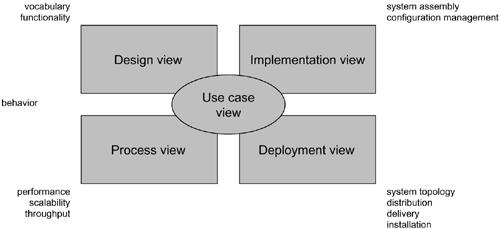 vocabulary
functionality
system assembly
configuration management
Design view
Implementation view
behavior
Use case
view
Process view
Deployment view
performance
scalability
throughput
system topology
distribution
delivery
installation